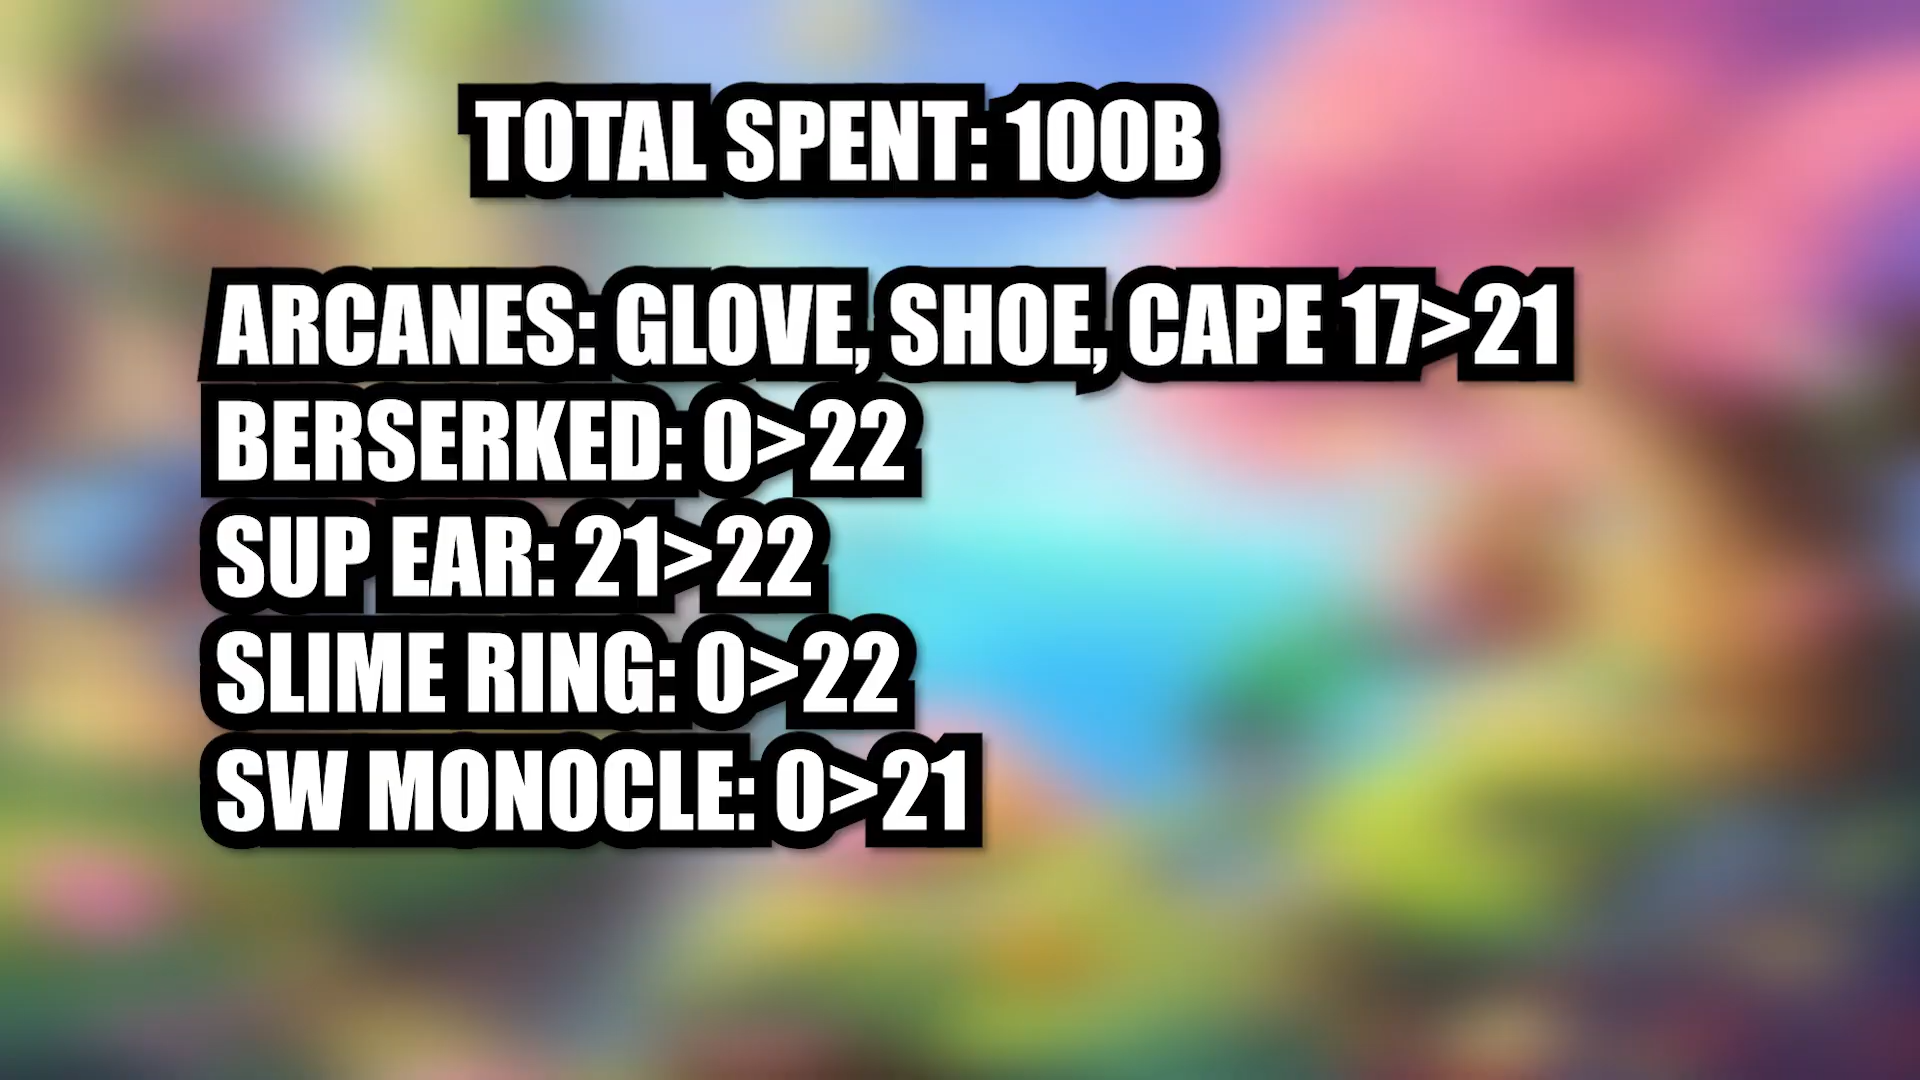 TOTAL SPENT: 100B
ARCANES: GLOVE, SHOE, CAPE 17>21
BERSERKED: 0>22
SUP EAR: 21>22
SLIME RING: 0>22
SW MONOCLE: 0>21